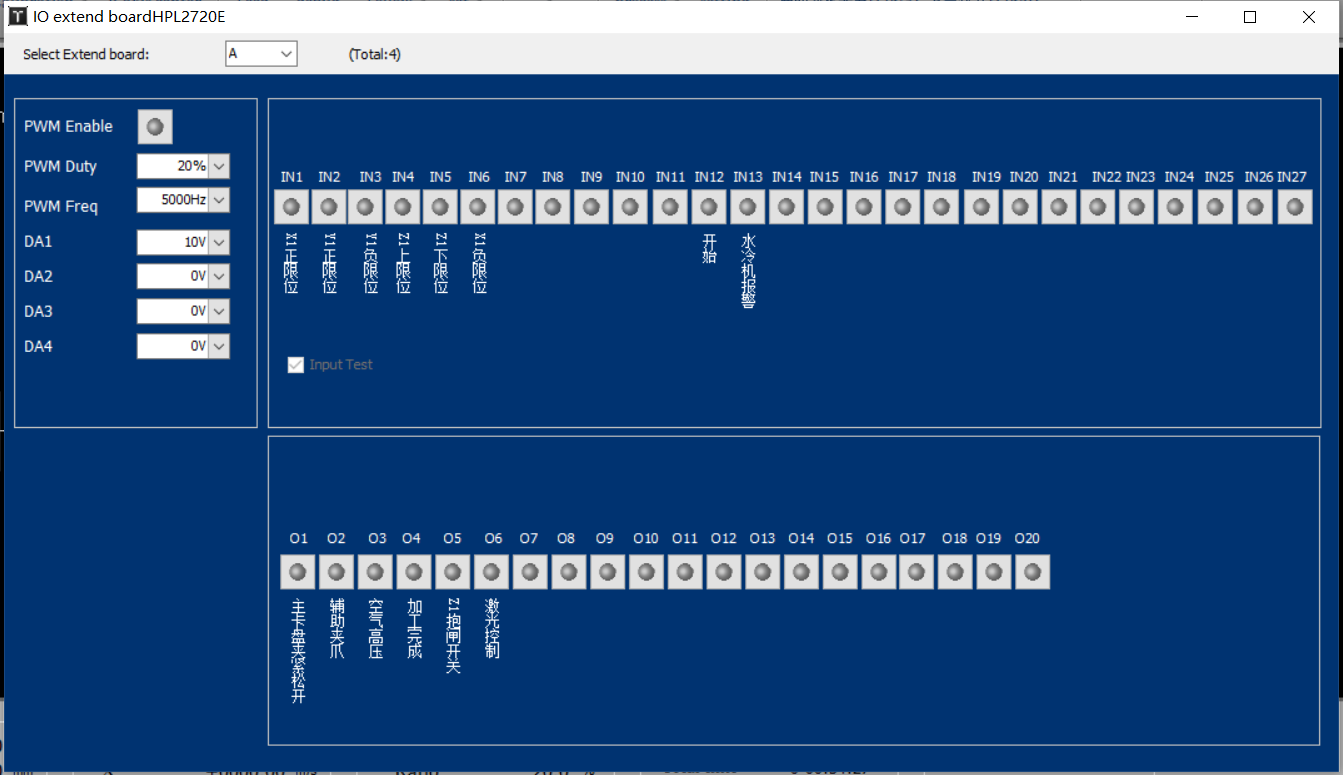 IO extend boardHPL2720E
Select Extend board:
A
(Total:4)
PWM Enable
PWM Duty
20%
PWM Freq
5000Hz
DA1
10V
DA2
0V
DA3
0V
DA4
0V
IN1 IN2 IN3 IN4 IN5 IN6 IN7 IN8 IN9 IN10 IN11 IN12 IN13 IN14 IN15 IN16 IN17 IN18 IN19 IN20 IN21 IN22 IN23 IN24 IN25 IN26 IN27
X1正限位
Y1正限位
Y1负限位
Z1上限位
Z1下限位
X1负限位
开始
水冷机报警
Input Test
O1 O2 O3 O4 O5 O6 O7 O8 O9 O10 O11 O12 O13 O14 O15 O16 O17 O18 O19 O20
主卡盘夹紧松开
辅助夹爪
空气高压
加工完成
Z1抱闸开关
激光控制